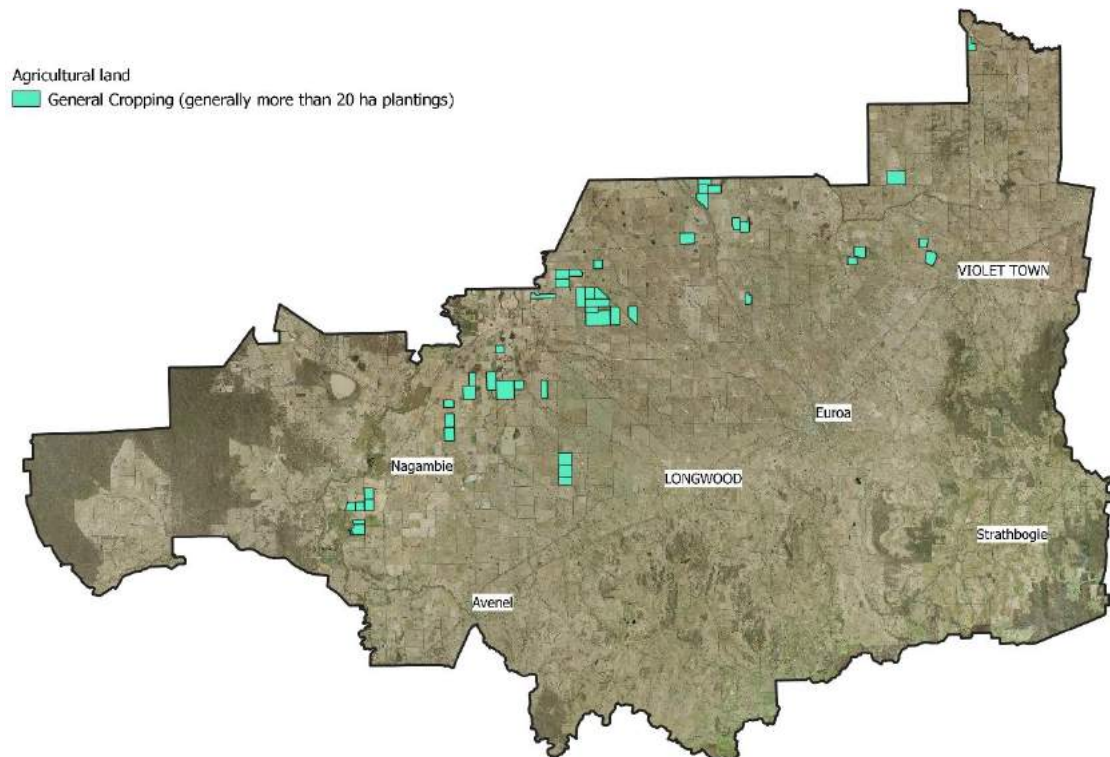 Agricultural land
General Cropping (generally more than 20 ha plantings)
VIOLET TOWN
Euroa
Nagambie
LONGWOOD
Strathbogie
Avenel